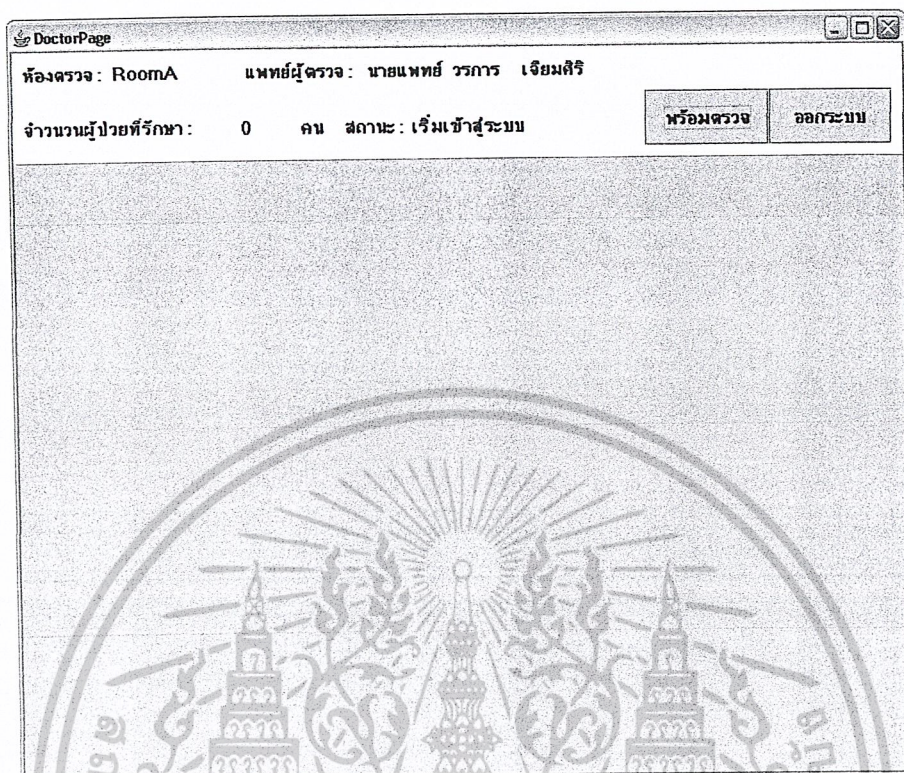 DoctorPage
ห้องตรวจ : RoomA แพทย์ผู้ตรวจ : นายแพทย์ วรการ เจียมศิริ
จำนวนผู้ป่วยที่รักษา : 0 คน สถานะ : เริ่มเข้าสู่ระบบ
พร้อมตรวจ ออกระบบ